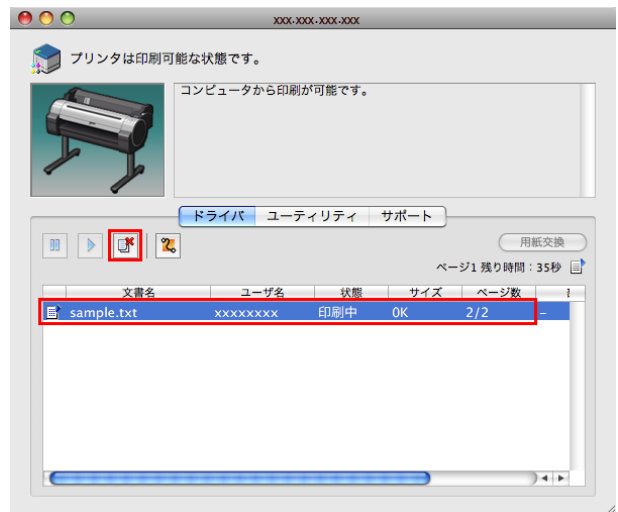 xxx.xxx.xxx.xxx
プリンタは印刷可能な状態です。
コンピュータから印刷が可能です。
ドライバ ユーティリティ サポート
用紙交換
ページ1 残り時間：35秒
文書名 ユーザ名 状態 サイズ ページ数
sample.txt xxxxxxxx 印刷中 0K 2/2 –